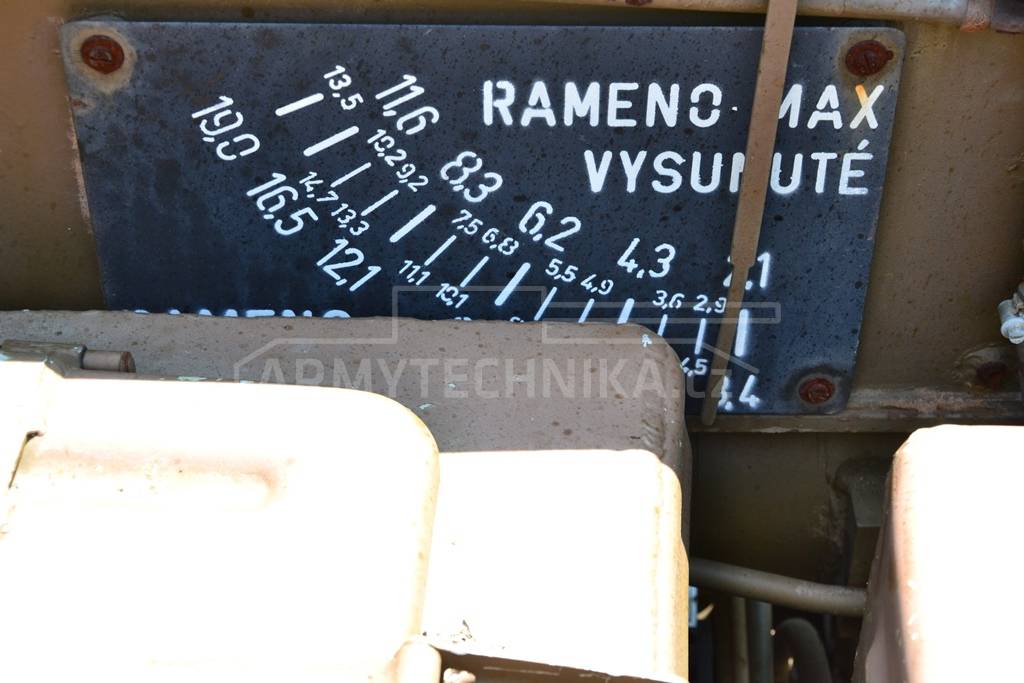 RAMENO MAX
VYSUNUTÉ
11,6 8,3 6,2 4,3
13,5 10,2 9,2 7,5 6,8 5,5 4,9 3,6 2,9
14,7 13,3 11,1 10,1 4,5
19,0 16,5 12,1
RAMENO
ARMYTECHNIKA.CZ